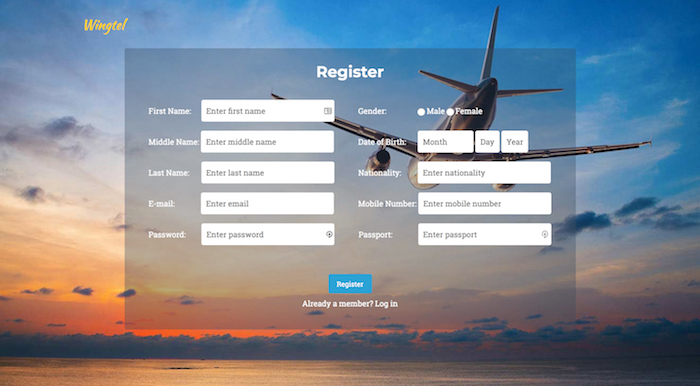 Wingtel
Register
First Name: Enter first name
Gender: Male Female
Middle Name: Enter middle name
Date of Birth: Month Day Year
Last Name: Enter last name
Nationality: Enter nationality
E-mail: Enter email
Mobile Number: Enter mobile number
Password: Enter password
Passport: Enter passport
Register
Already a member? Log in